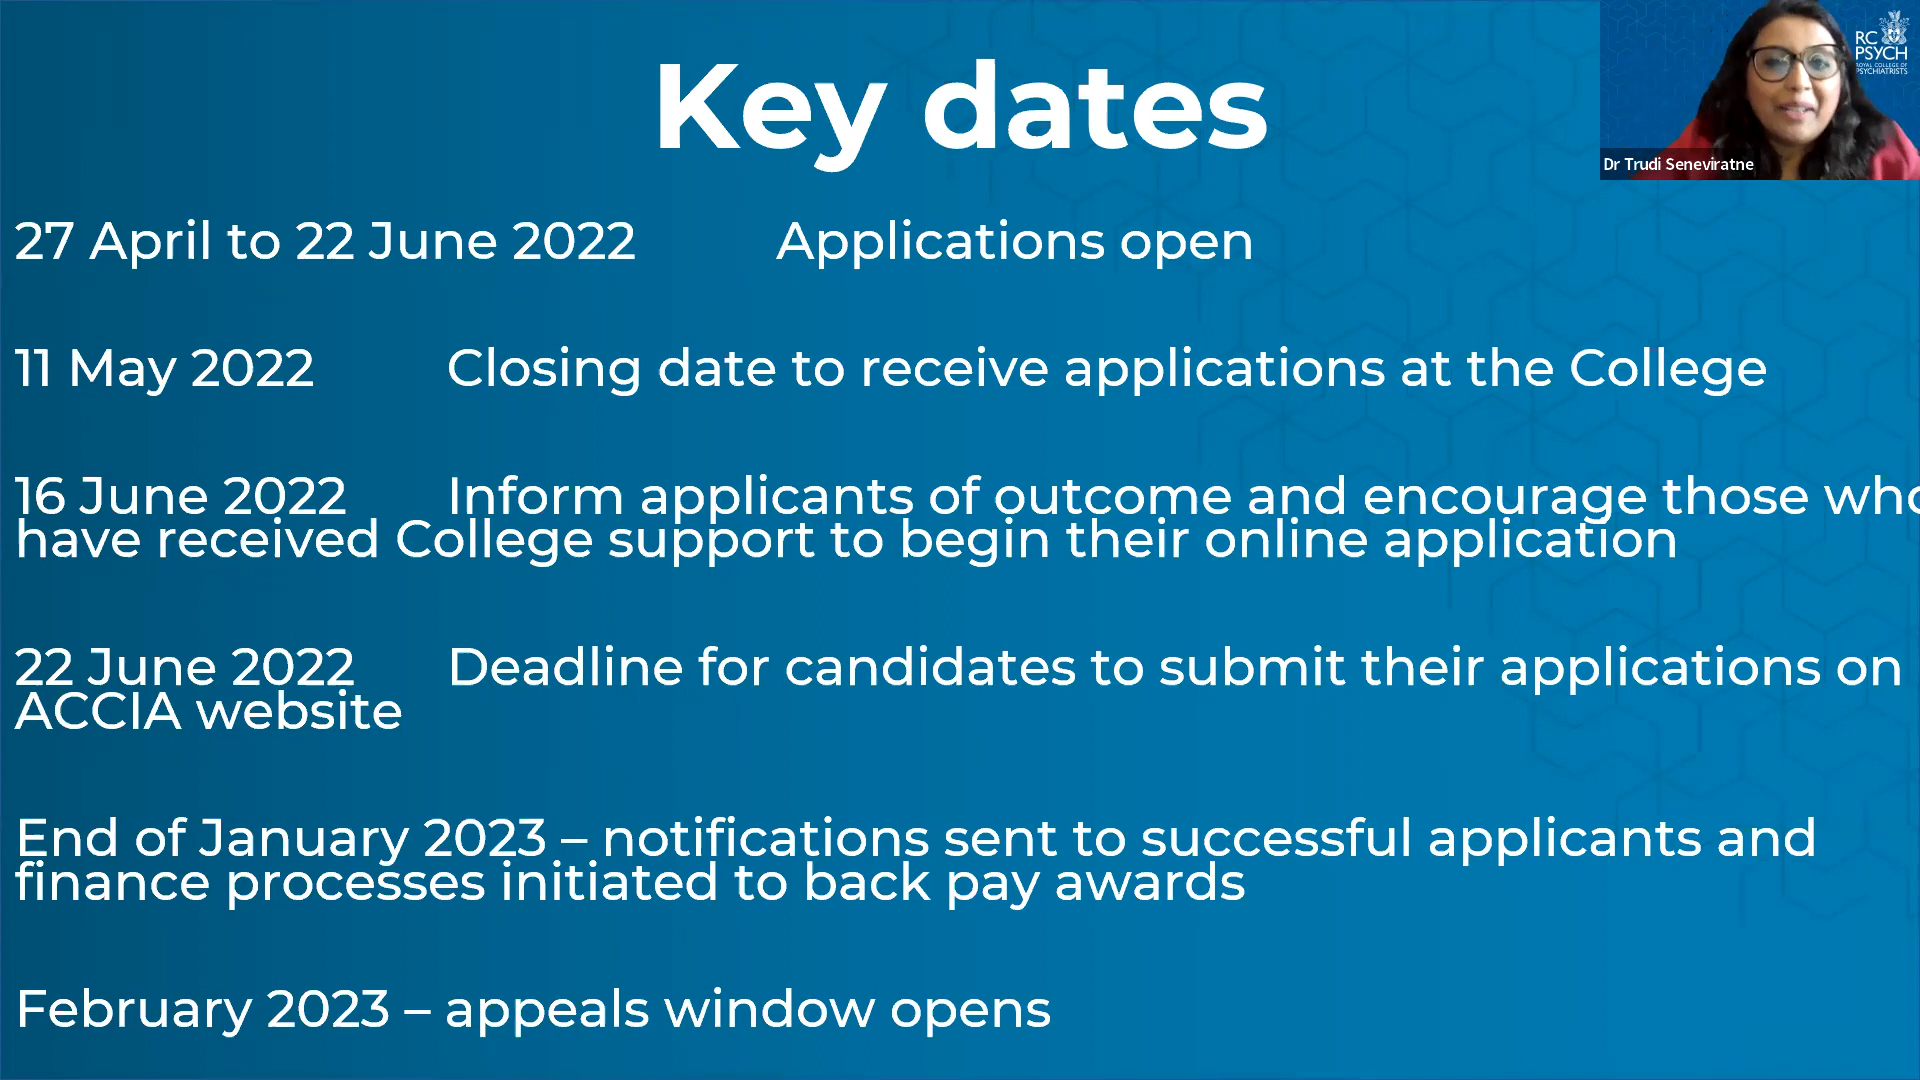 Key dates
RC
PSYCH
ROYAL COLLEGE OF
PSYCHIATRISTS
Dr Trudi Seneviratne
27 April to 22 June 2022 Applications open
11 May 2022 Closing date to receive applications at the College
16 June 2022 Inform applicants of outcome and encourage those who
have received College support to begin their online application
22 June 2022 Deadline for candidates to submit their applications on
ACCIA website
End of January 2023 – notifications sent to successful applicants and
finance processes initiated to back pay awards
February 2023 – appeals window opens